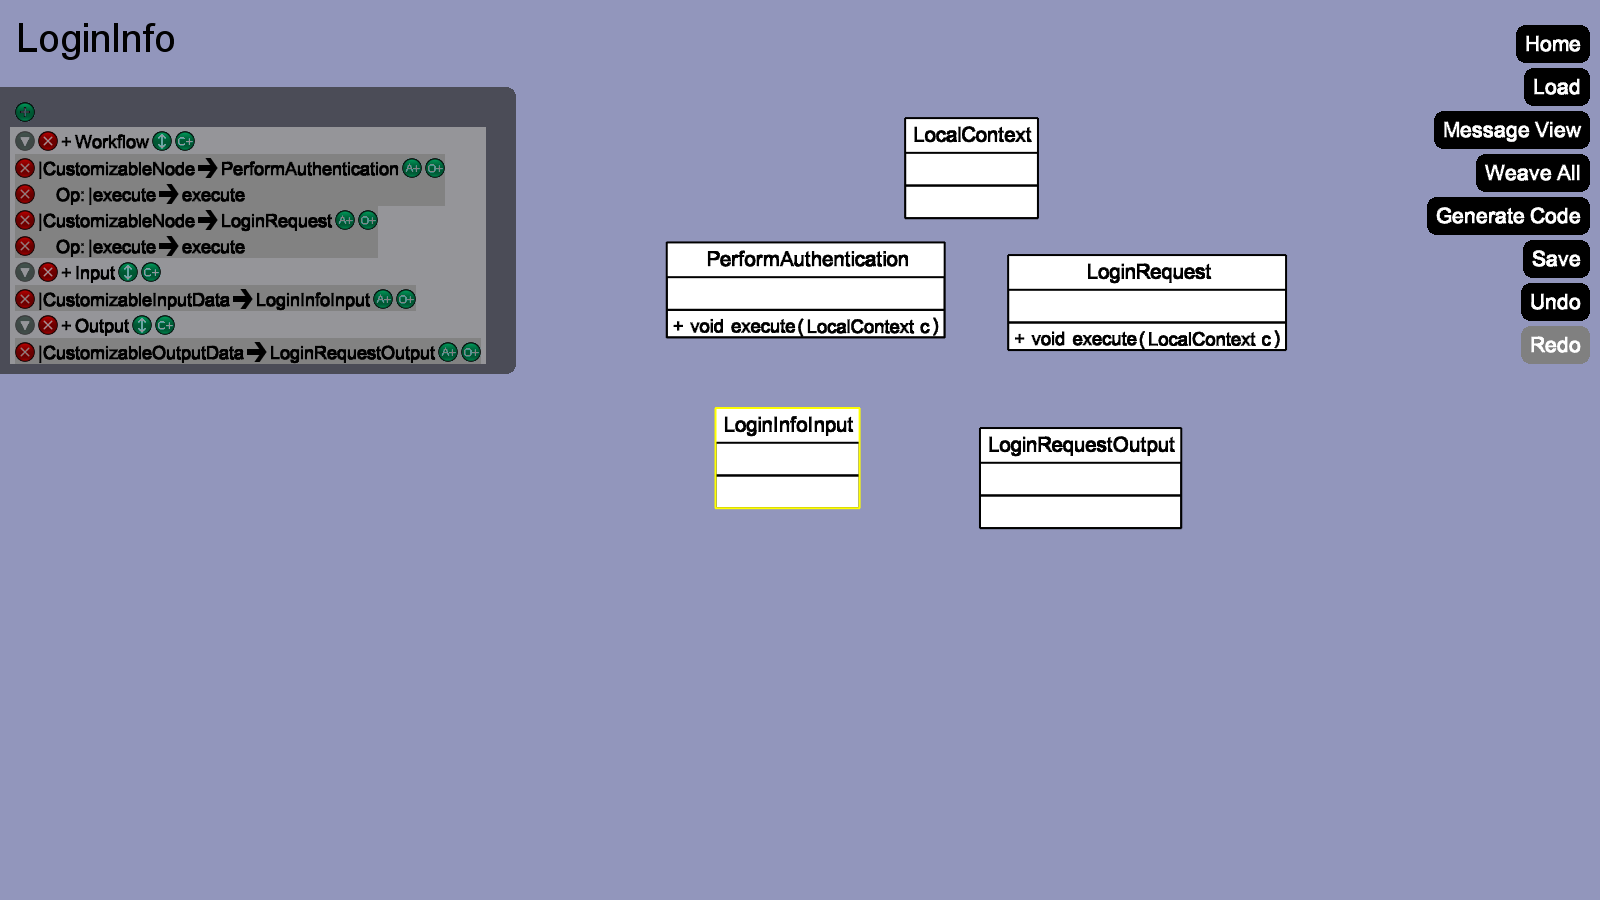 LoginInfo
+ Workflow C+
|CustomizableNode➔PerformAuthentication A+ O+
Op: |execute➔execute
|CustomizableNode➔LoginRequest A+ O+
Op: |execute➔execute
+ Input C+
|CustomizableInputData➔LoginInfoInput A+ O+
+ Output C+
|CustomizableOutputData➔LoginRequestOutput A+ O+
LocalContext
PerformAuthentication
+ void execute(LocalContext c)
LoginRequest
+ void execute(LocalContext c)
LoginInfoInput
LoginRequestOutput
Home
Load
Message View
Weave All
Generate Code
Save
Undo
Redo